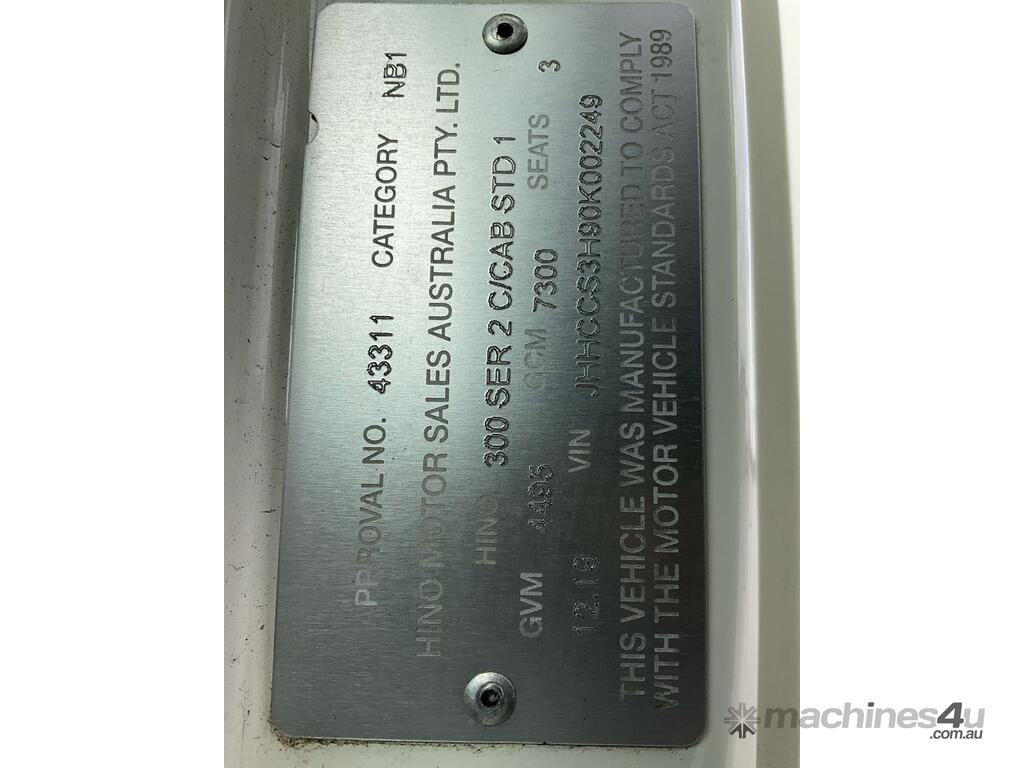 APPROVAL NO. 43311 CATEGORY NB1
HINO MOTOR SALES AUSTRALIA PTY. LTD.
HINO 300 SER 2 C/CAB STD 1
GVM 4495 GCM 7300 SEATS 3
12.19 VIN JHHCCS3H90K002249
THIS VEHICLE WAS MANUFACTURED TO COMPLY
WITH THE MOTOR VEHICLE STANDARDS ACT 1989
machines4u
.com.au